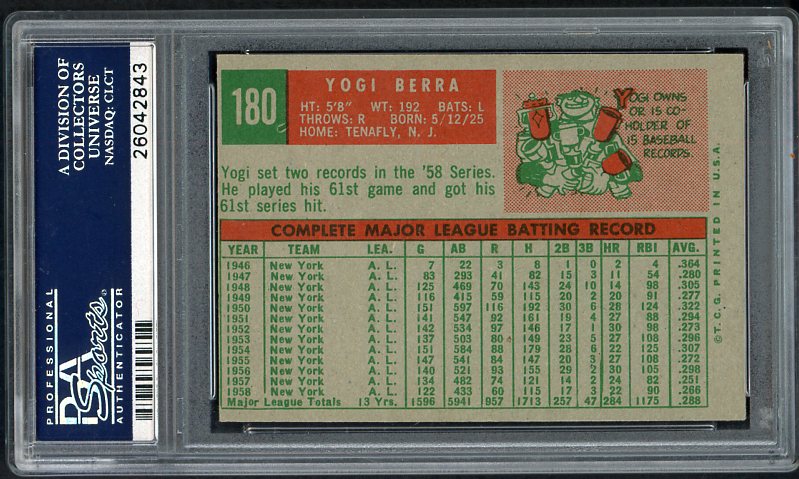 A DIVISION OF
COLLECTORS
UNIVERSE
NASDAQ: CLCT
26042843
PROFESSIONAL
PSA
Sports
AUTHENTICATOR
180
YOGI BERRA
HT: 5'8" WT: 192 BATS: L
THROWS: R BORN: 5/12/25
HOME: TENAFLY, N. J.
YOGI OWNS
OR IS CO-
HOLDER OF
15 BASEBALL
RECORDS.
Yogi set two records in the '58 Series.
He played his 61st game and got his
61st series hit.
COMPLETE MAJOR LEAGUE BATTING RECORD
YEAR TEAM LEA. G AB R H 2B 3B HR RBI AVG.
1946 New York A. L. 7 22 3 8 1 0 2 4 .364
1947 New York A. L. 83 293 41 82 15 3 11 54 .280
1948 New York A. L. 125 469 70 143 24 10 14 98 .305
1949 New York A. L. 116 415 59 115 20 2 20 91 .277
1950 New York A. L. 151 597 116 192 30 6 28 124 .322
1951 New York A. L. 141 547 92 161 19 4 27 88 .294
1952 New York A. L. 142 534 97 146 17 1 30 98 .273
1953 New York A. L. 137 503 80 149 23 5 27 108 .296
1954 New York A. L. 151 584 88 179 28 6 22 125 .307
1955 New York A. L. 147 541 84 147 20 3 27 108 .272
1956 New York A. L. 140 521 93 155 29 2 30 105 .298
1957 New York A. L. 134 482 74 121 14 2 24 82 .251
1958 New York A. L. 122 433 60 115 17 3 22 90 .266
Major League Totals 13 Yrs. 1596 5941 957 1713 257 47 284 1175 .288
©T. C. G. PRINTED IN U.S.A.